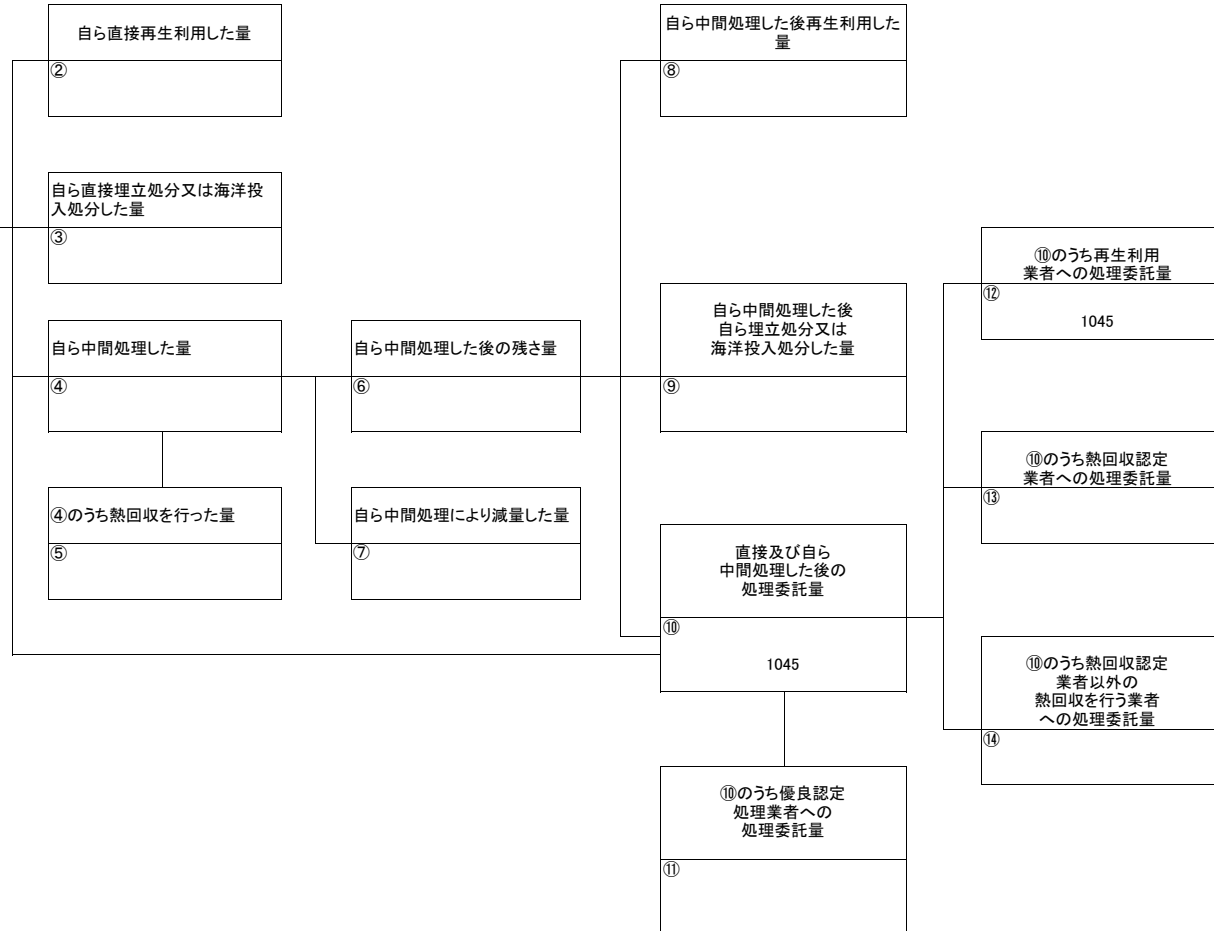 自ら直接再生利用した量
②
自ら中間処理した後再生利用した
量
⑧
自ら直接埋立処分又は海洋投
入処分した量
③
⑩のうち再生利用
業者への処理委託量
⑫
1045
自ら中間処理した後
自ら埋立処分又は
海洋投入処分した量
⑨
自ら中間処理した量
④
自ら中間処理した後の残さ量
⑥
⑩のうち熱回収認定
業者への処理委託量
⑬
④のうち熱回収を行った量
⑤
自ら中間処理により減量した量
⑦
直接及び自ら
中間処理した後の
処理委託量
⑩
1045
⑩のうち熱回収認定
業者以外の
熱回収を行う業者
への処理委託量
⑭
⑩のうち優良認定
処理業者への
処理委託量
⑪